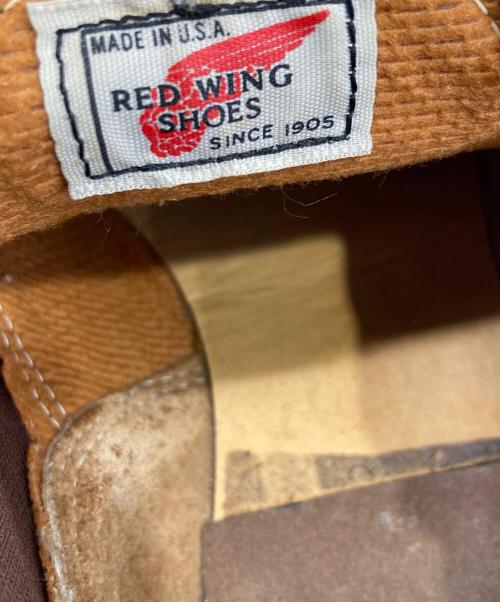 MADE IN U.S.A.
RED WING
SHOES
SINCE 1905